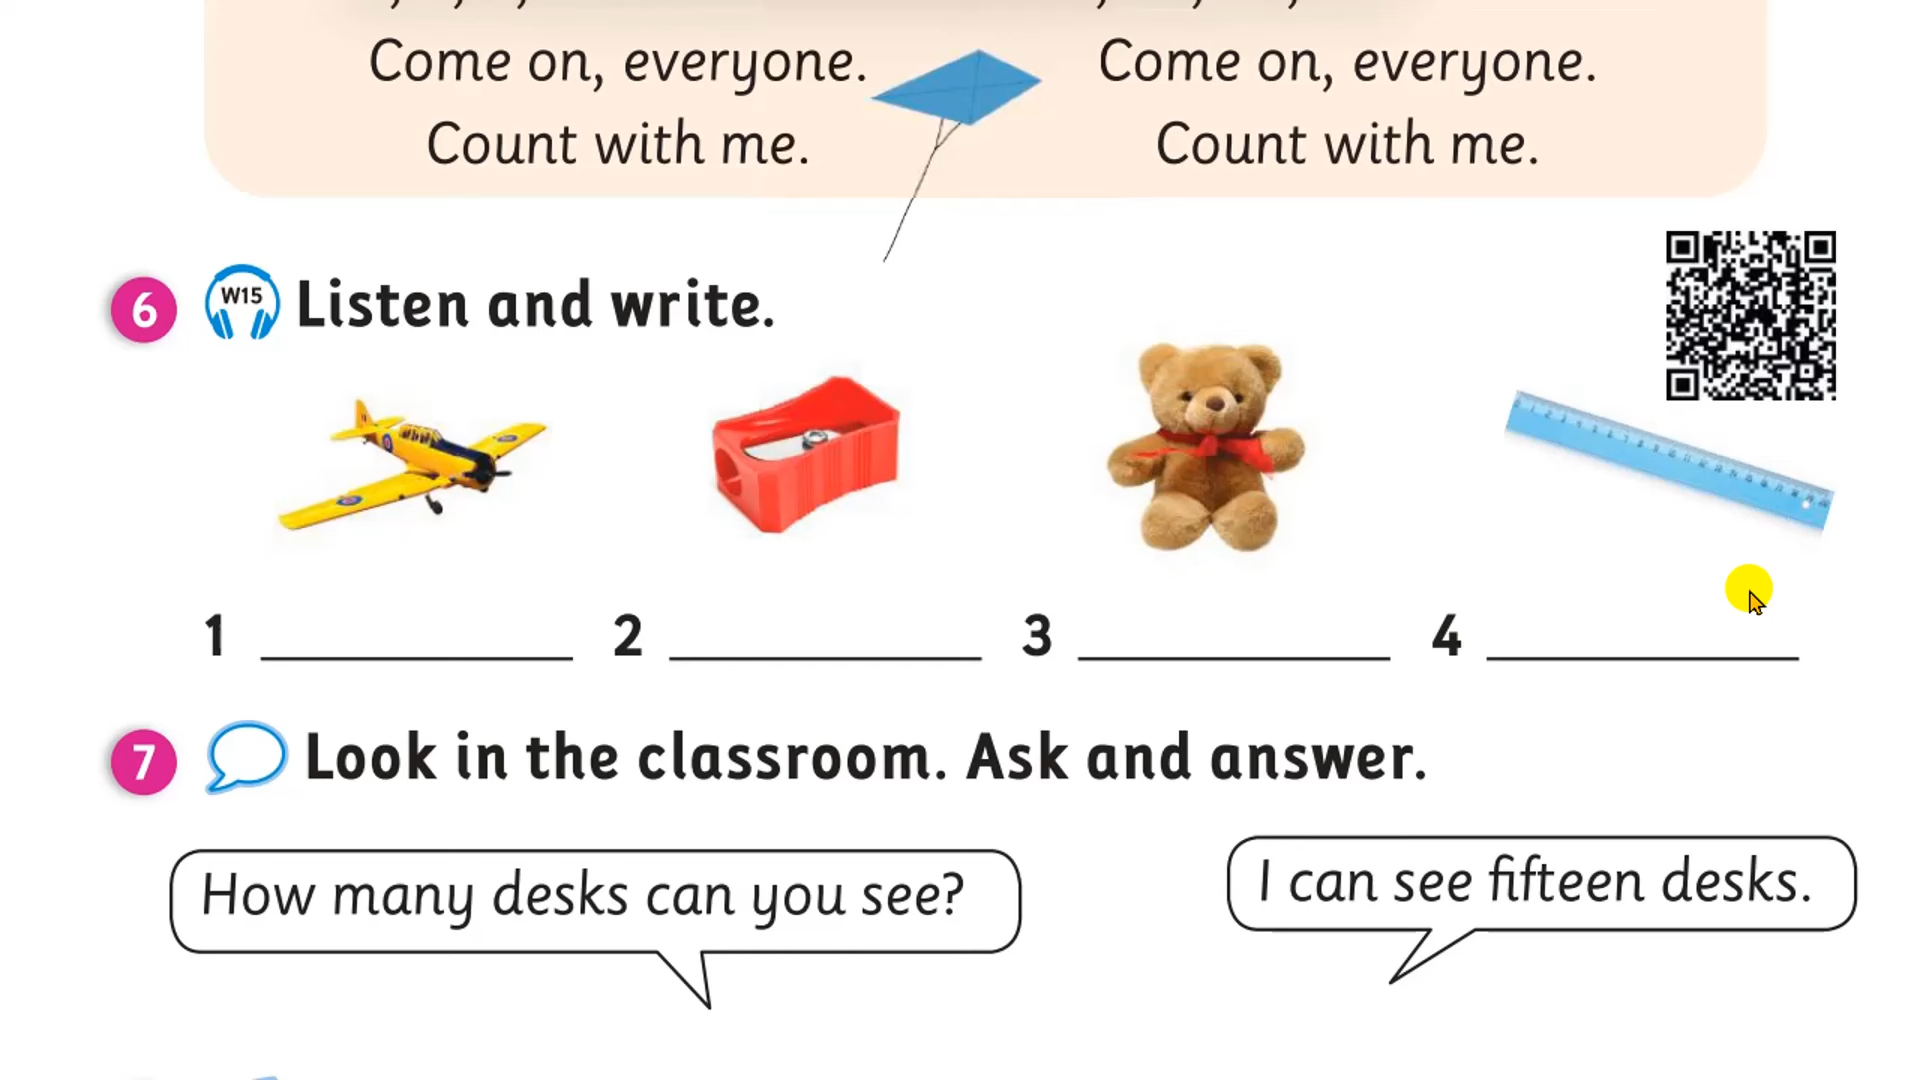 Come on, everyone.
Count with me.
Come on, everyone.
Count with me.
6 W15 Listen and write.
1 2 3 4
7 Look in the classroom. Ask and answer.
How many desks can you see?
I can see fifteen desks.